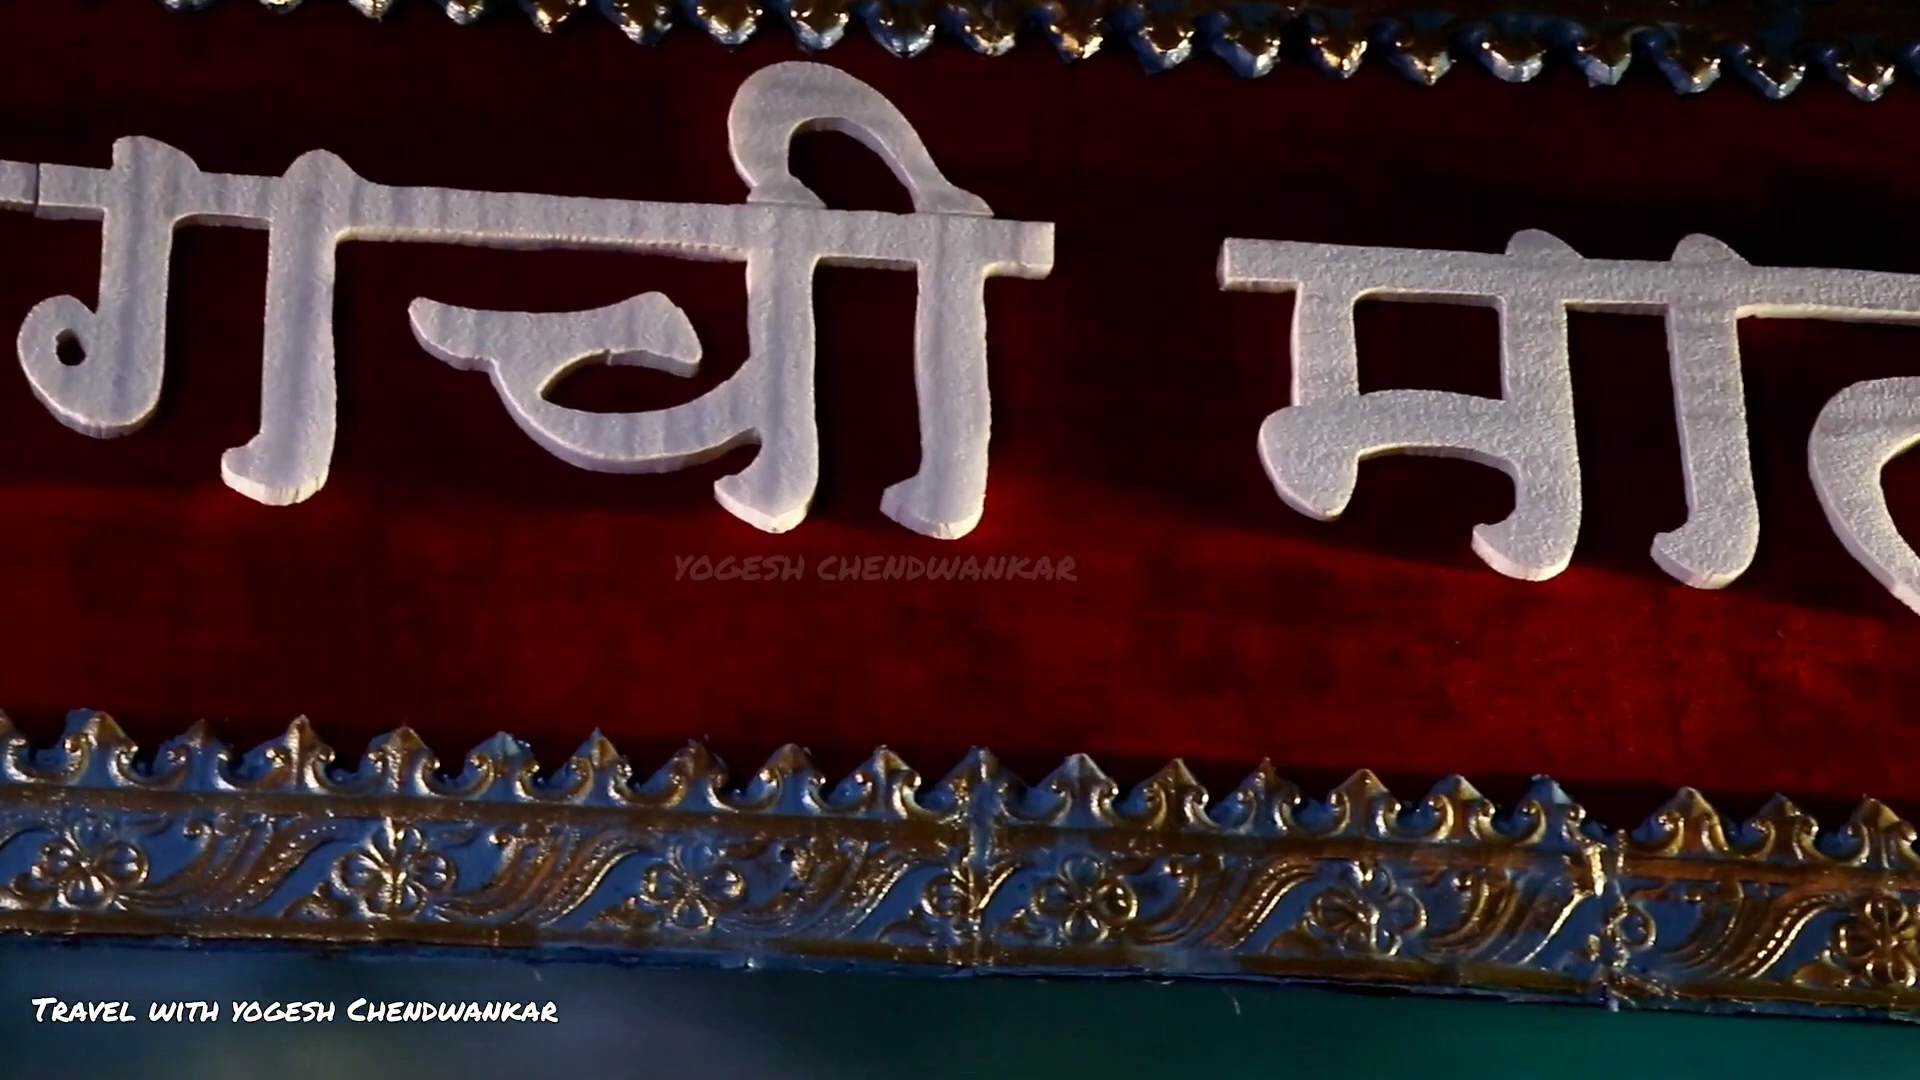 गची मा
YOGESH CHENDWANKAR
TRAVEL WITH YOGESH CHENDWANKAR